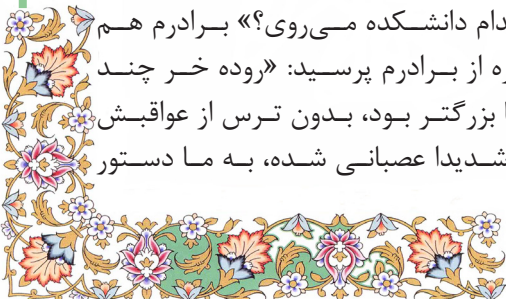 دام دانشکده می‌روی؟» برادرم هم
ره از برادرم پرسید: «روده خر چند
ا بزرگتر بود، بدون ترس از عواقبش
شدیدا عصبانی شده، به ما دستور